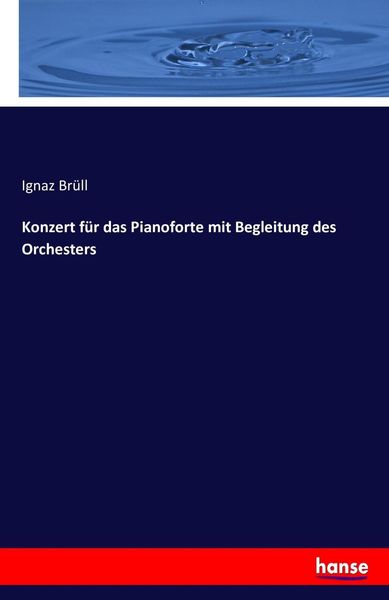 Ignaz Brüll
Konzert für das Pianoforte mit Begleitung des
Orchesters
hanse